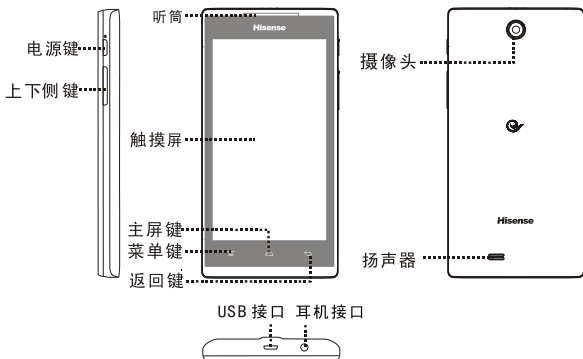 听筒
Hisense
电源键
摄像头
上下侧键
触摸屏
Hisense
主屏键
菜单键
扬声器
返回键
USB 接口 耳机接口